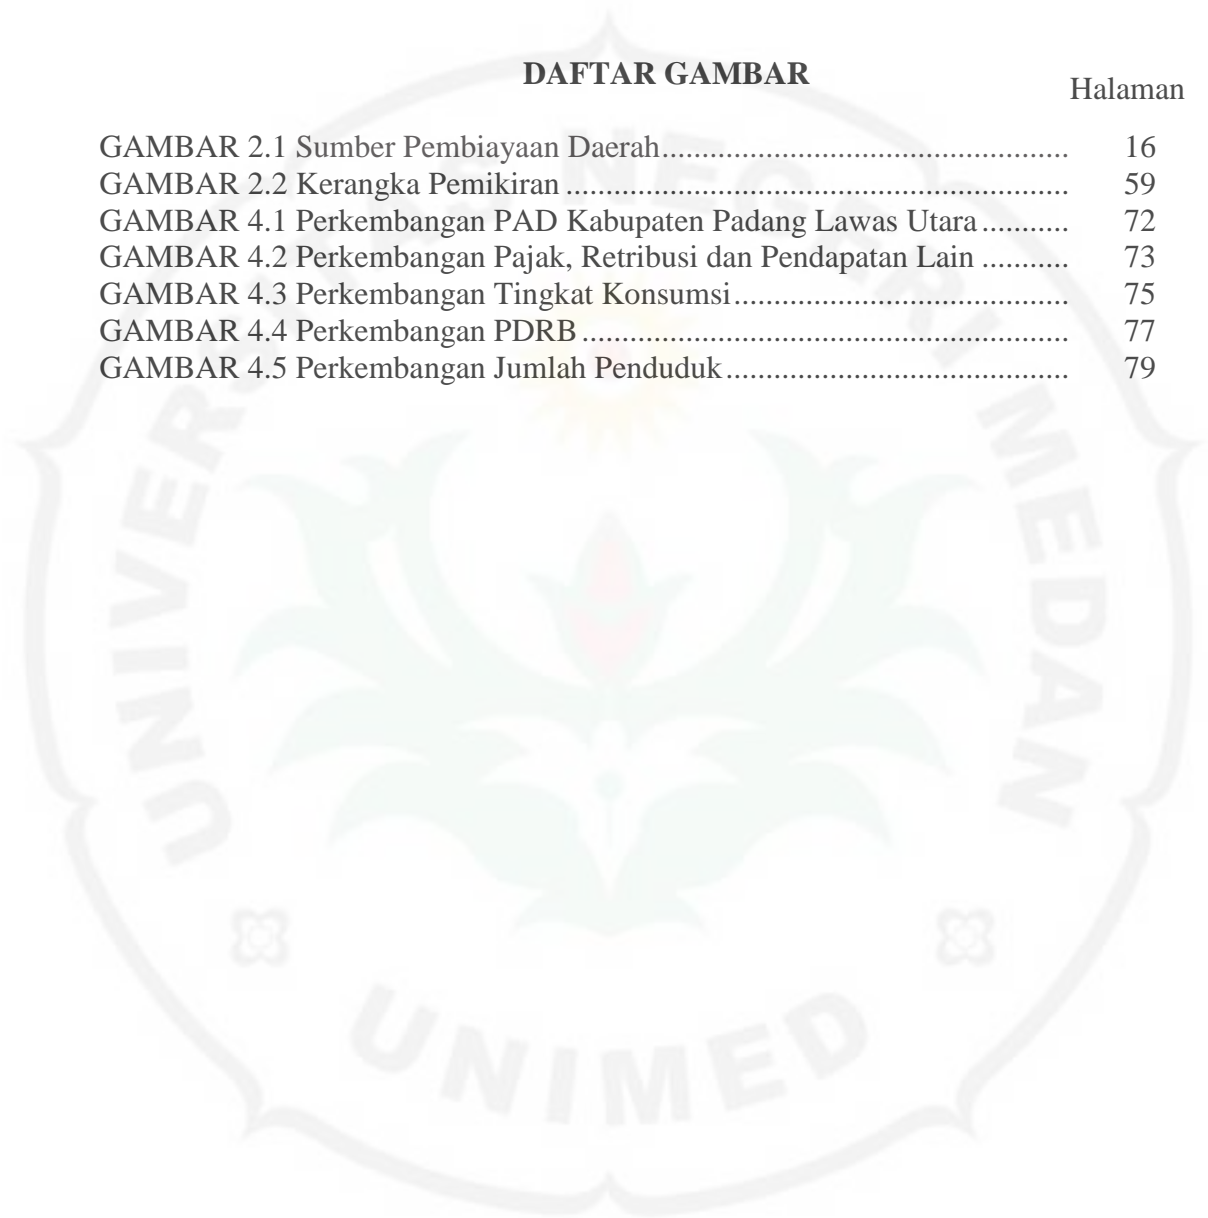 DAFTAR GAMBAR
Halaman
GAMBAR 2.1 Sumber Pembiayaan Daerah................................................... 16
GAMBAR 2.2 Kerangka Pemikiran ............................................................... 59
GAMBAR 4.1 Perkembangan PAD Kabupaten Padang Lawas Utara ........... 72
GAMBAR 4.2 Perkembangan Pajak, Retribusi dan Pendapatan Lain ........... 73
GAMBAR 4.3 Perkembangan Tingkat Konsumsi.......................................... 75
GAMBAR 4.4 Perkembangan PDRB ............................................................. 77
GAMBAR 4.5 Perkembangan Jumlah Penduduk........................................... 79
UNIVERSITAS NEGERI MEDAN
UNIMED